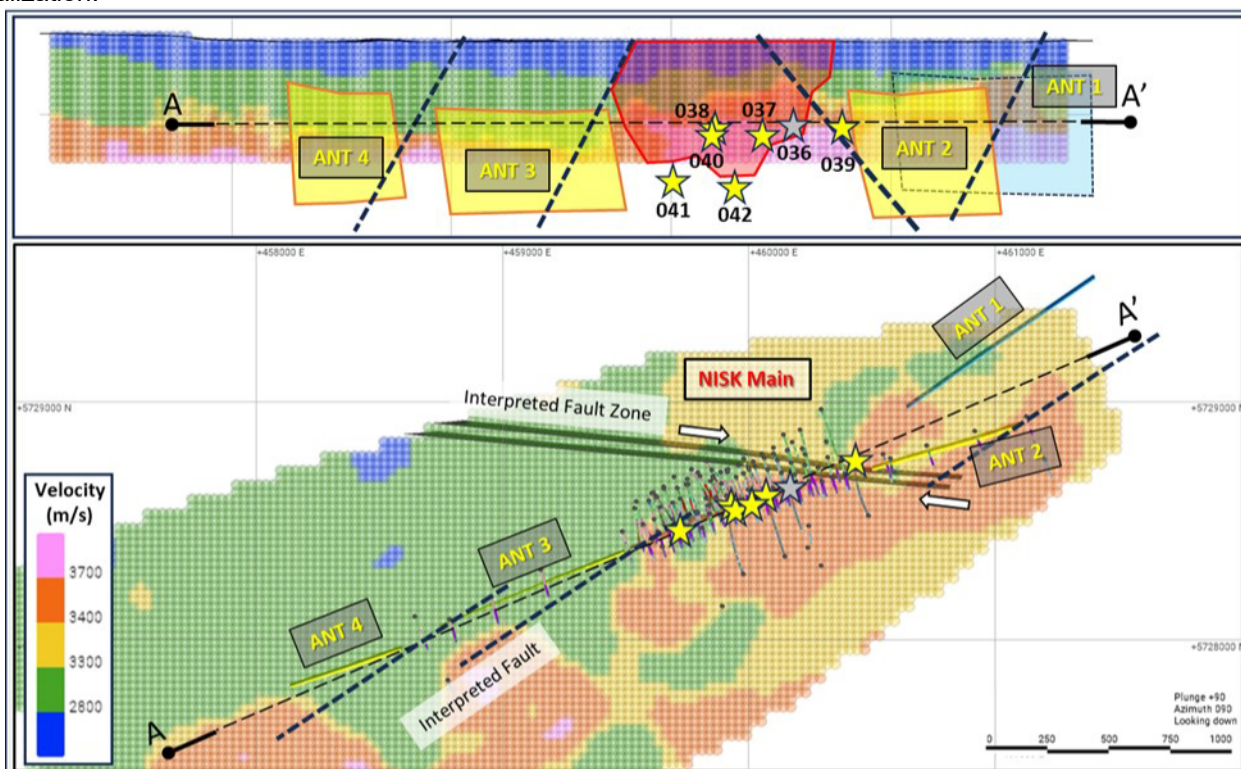 A
A'
ANT 1
ANT 4
ANT 3
038
037
040
036
039
ANT 2
041
042
+458000 E
+459000 E
+460000 E
+461000 E
ANT 1
A'
NISK Main
Interpreted Fault Zone
+5729000 N
+5729000 N
ANT 2
Velocity
(m/s)
3700
3400
3300
2800
ANT 3
ANT 4
Interpreted Fault
+5728000 N
A
Plunge +90
Azimuth 090
Looking down
0 250 500 750 1000